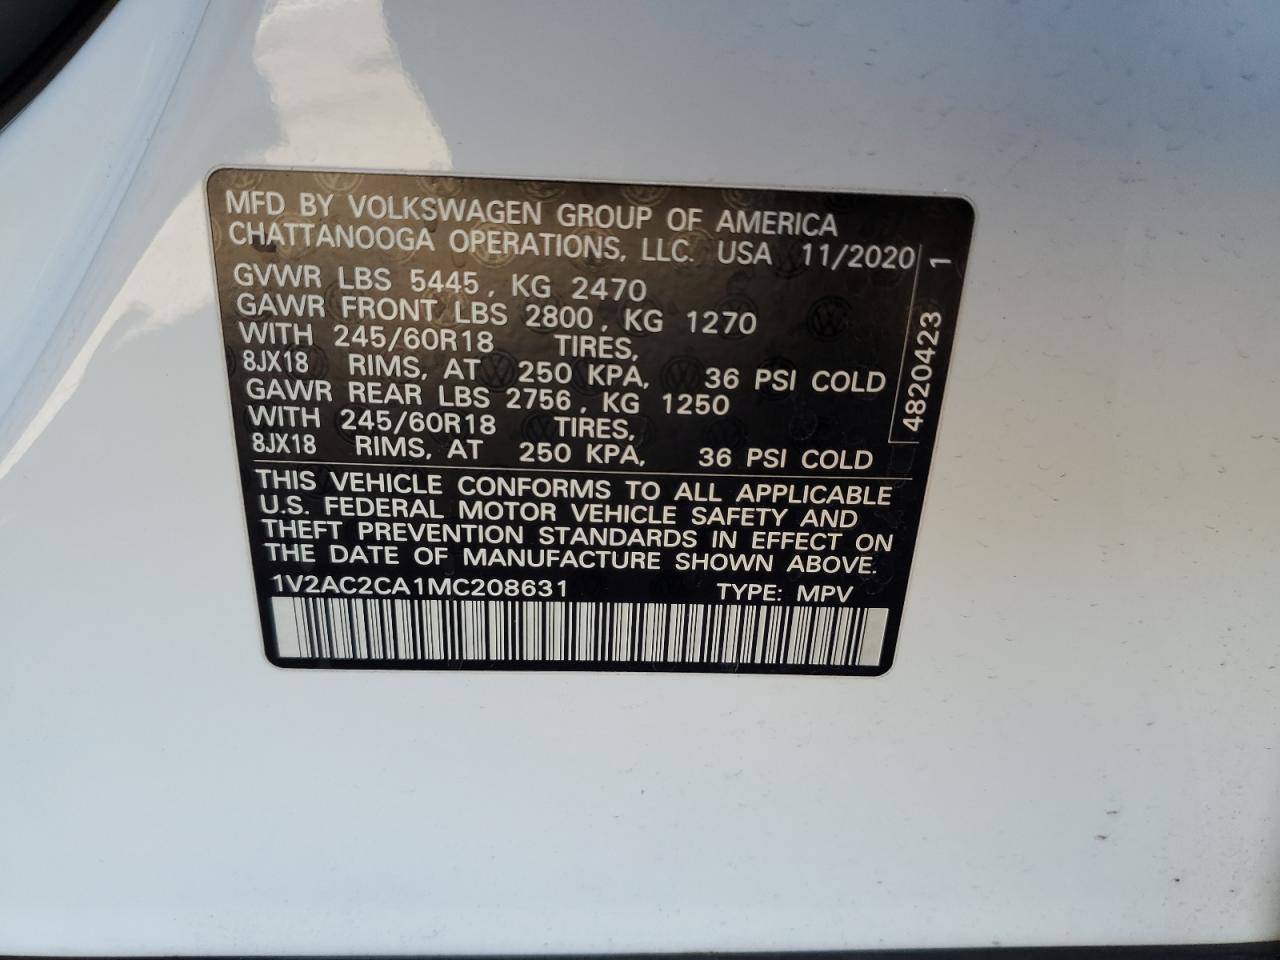 MFD BY VOLKSWAGEN GROUP OF AMERICA
CHATTANOOGA OPERATIONS, LLC. USA 11/2020
GVWR LBS 5445, KG 2470
GAWR FRONT LBS 2800, KG 1270
WITH 245/60R18 TIRES,
8JX18 RIMS, AT 250 KPA, 36 PSI COLD
GAWR REAR LBS 2756, KG 1250
WITH 245/60R18 TIRES,
8JX18 RIMS, AT 250 KPA, 36 PSI COLD
4820423 1
THIS VEHICLE CONFORMS TO ALL APPLICABLE
U.S. FEDERAL MOTOR VEHICLE SAFETY AND
THEFT PREVENTION STANDARDS IN EFFECT ON
THE DATE OF MANUFACTURE SHOWN ABOVE.
1V2AC2CA1MC208631 TYPE: MPV